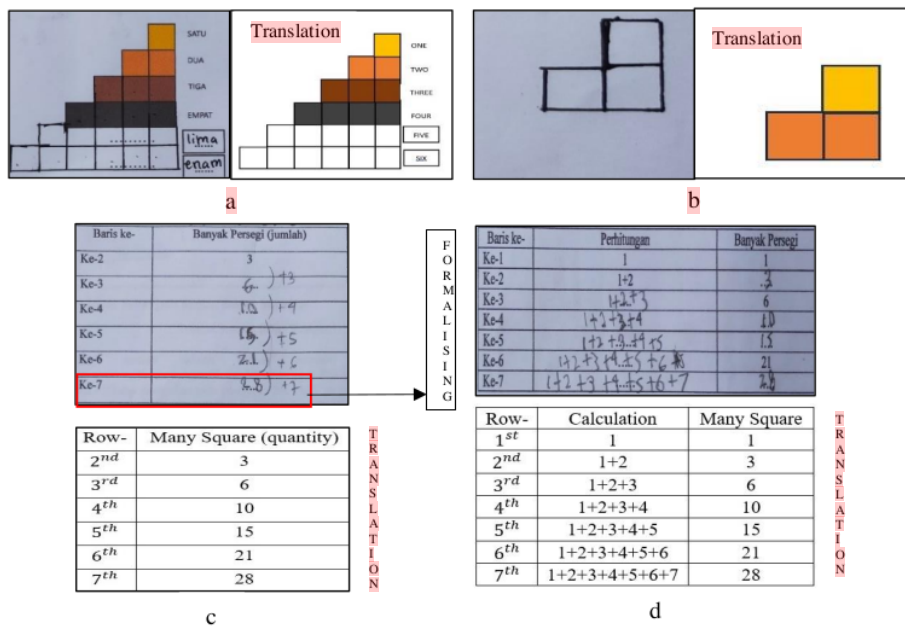 SATU
DUA
TIGA
EMPAT
lima
enam
Translation
ONE
TWO
THREE
FOUR
FIVE
SIX
a
Translation
b
Baris ke- Banyak Persegi (jumlah)
Ke-2 3
Ke-3 6 ) +3
Ke-4 10 ) +4
Ke-5 15 ) +5
Ke-6 21 ) +6
Ke-7 28 ) +7
FORMALISING
Baris ke- Perhitungan Banyak Persegi
Ke-1 1 1
Ke-2 1+2 3
Ke-3 1+2+3 6
Ke-4 1+2+3+4 10
Ke-5 1+2+3+4+5 15
Ke-6 1+2+3+4+5+6 21
Ke-7 1+2+3+4+5+6+7 28
Row- Many Square (quantity)
2nd 3
3rd 6
4th 10
5th 15
6th 21
7th 28
TRANSLATION
c
Row- Calculation Many Square
1st 1 1
2nd 1+2 3
3rd 1+2+3 6
4th 1+2+3+4 10
5th 1+2+3+4+5 15
6th 1+2+3+4+5+6 21
7th 1+2+3+4+5+6+7 28
TRANSLATION
d